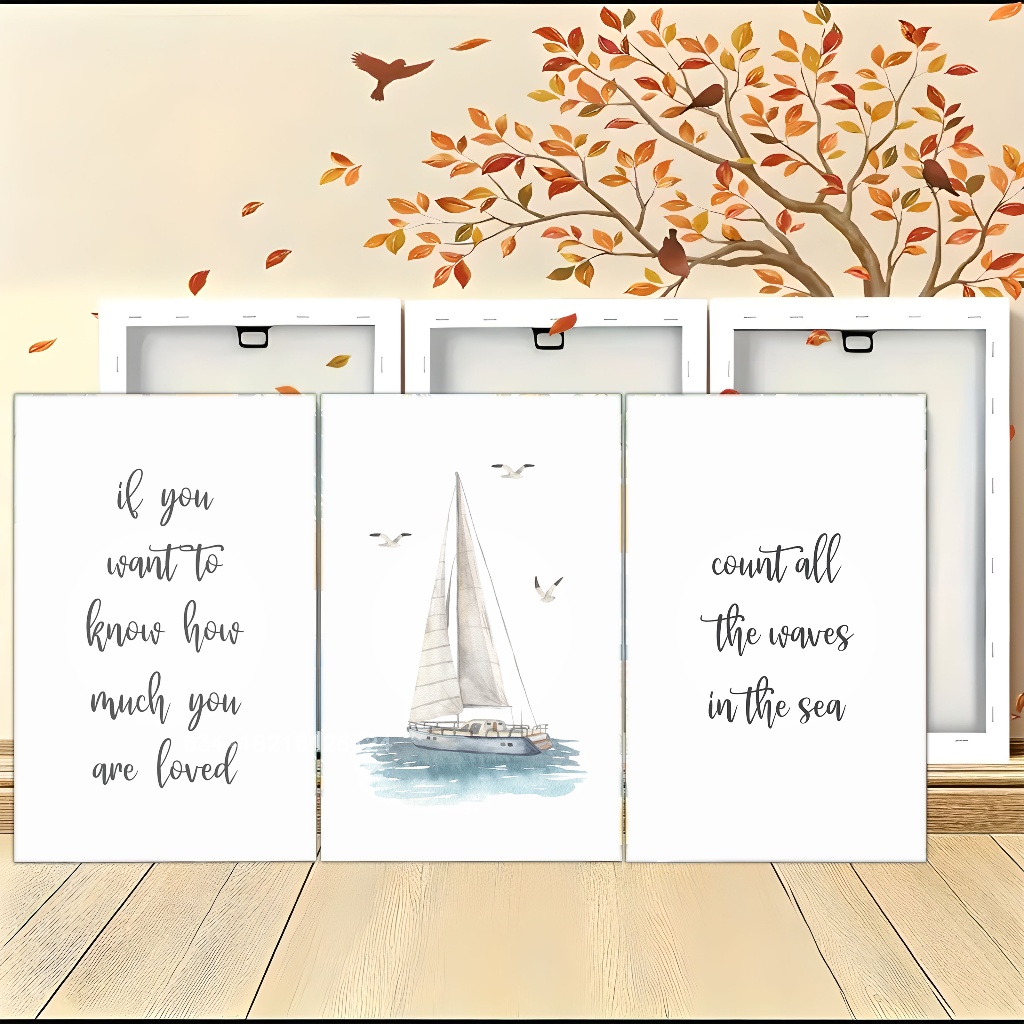 if you
want to
know how
much you
are loved
count all
the waves
in the sea